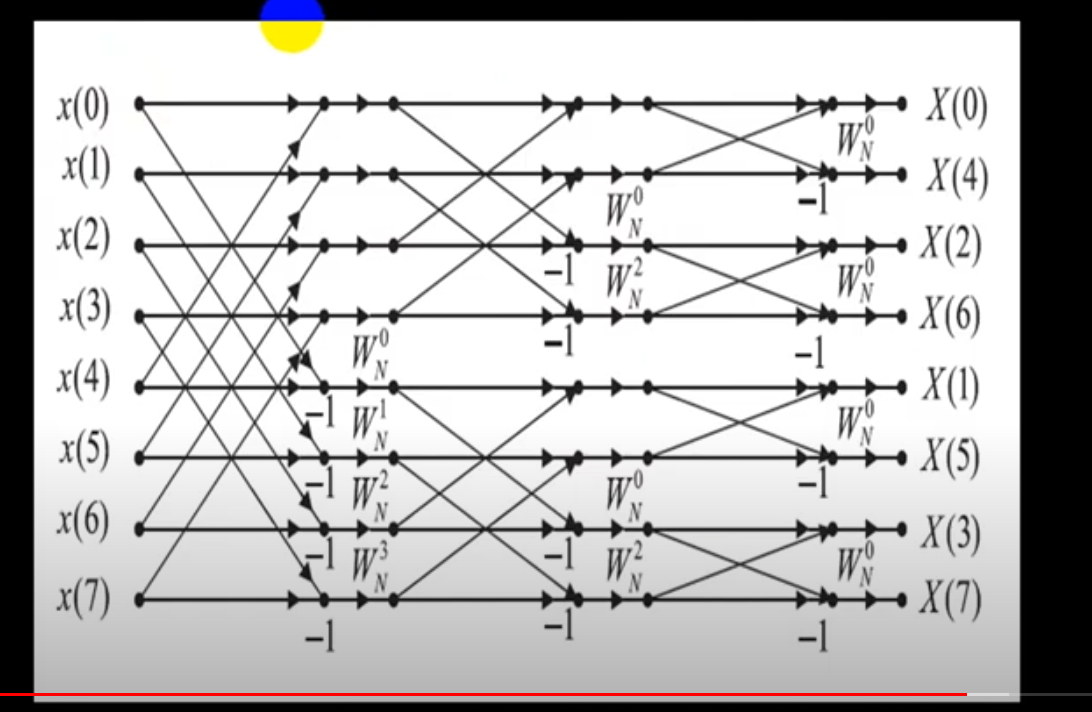 x(0) X(0)
W_N^0
x(1) X(4)
−1
W_N^0
x(2) X(2)
−1 W_N^2 W_N^0
x(3) X(6)
−1 −1
W_N^0
x(4) X(1)
−1 W_N^1 W_N^0
x(5) X(5)
−1 W_N^2 W_N^0 −1
x(6) X(3)
−1 W_N^3 −1 W_N^2 W_N^0
x(7) X(7)
−1 −1 −1